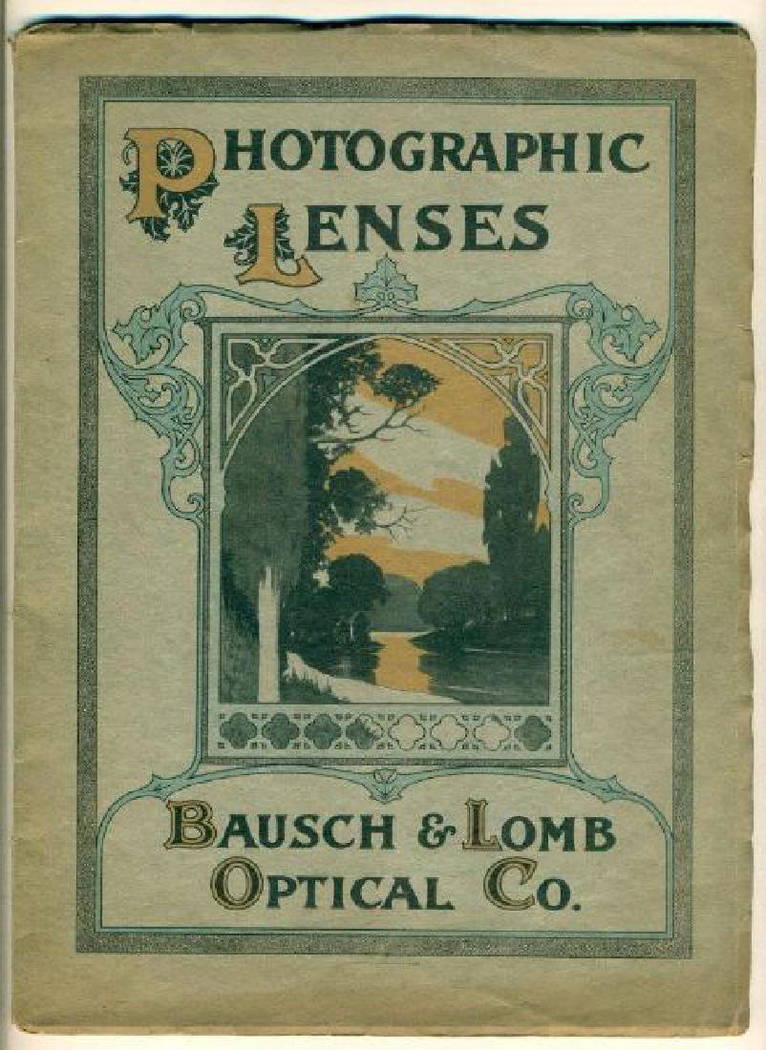 PHOTOGRAPHIC
LENSES
BAUSCH & LOMB
OPTICAL CO.